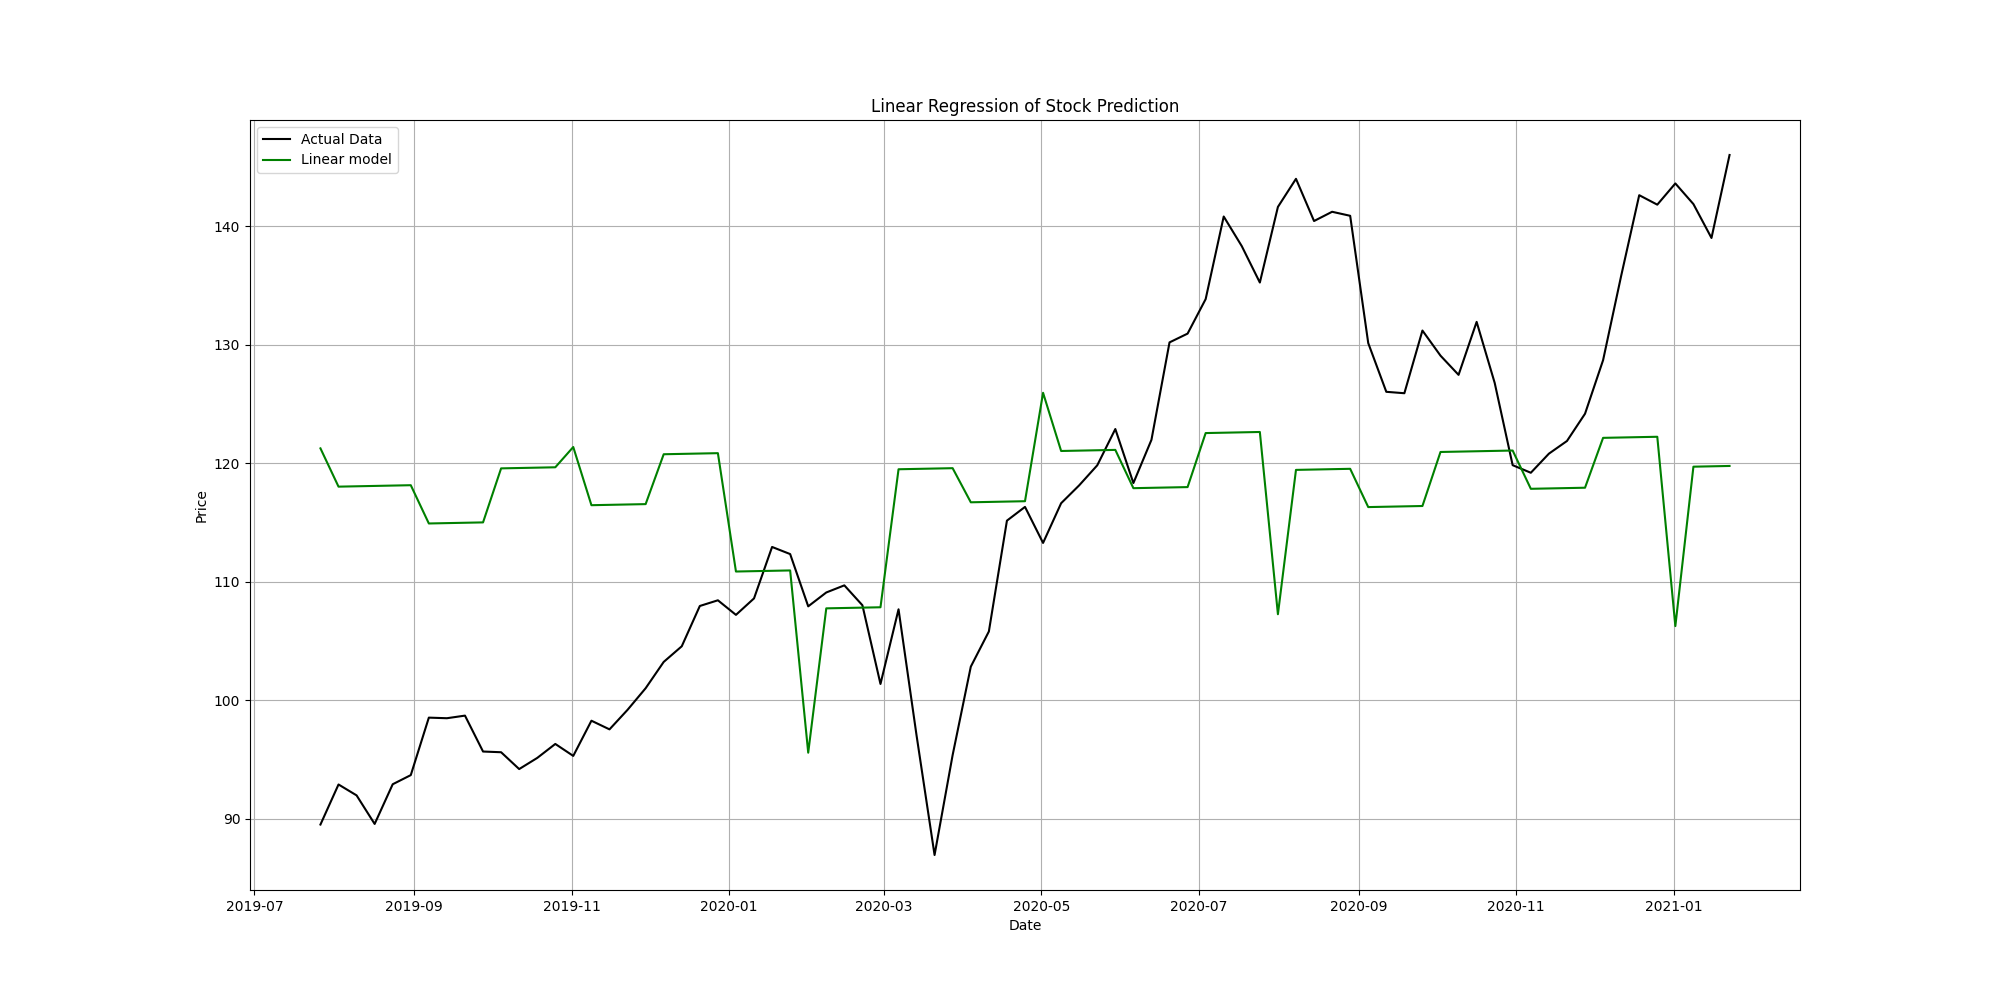 Linear Regression of Stock Prediction
Actual Data
Linear model
140
130
120
110
100
90
Price
2019-07 2019-09 2019-11 2020-01 2020-03 2020-05 2020-07 2020-09 2020-11 2021-01
Date